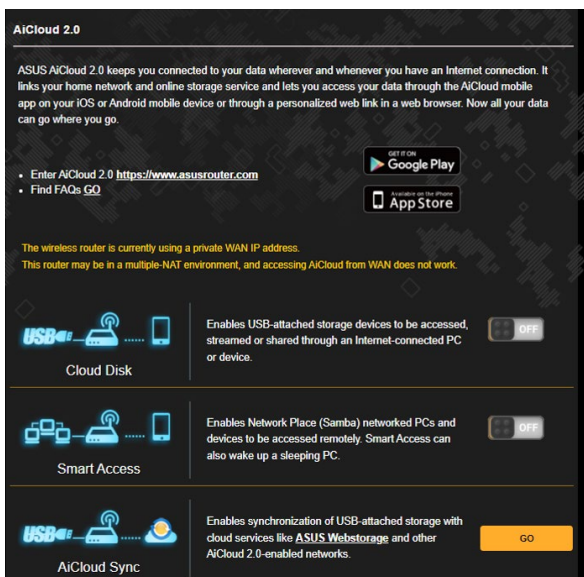 AiCloud 2.0
ASUS AiCloud 2.0 keeps you connected to your data wherever and whenever you have an Internet connection. It
links your home network and online storage service and lets you access your data through the AiCloud mobile
app on your iOS or Android mobile device or through a personalized web link in a web browser. Now all your data
can go where you go.
GET IT ON
Google Play
• Enter AiCloud 2.0 https://www.asusrouter.com
• Find FAQs GO
Available on the iPhone
App Store
The wireless router is currently using a private WAN IP address.
This router may be in a multiple-NAT environment, and accessing AiCloud from WAN does not work.
USB
Cloud Disk
Enables USB-attached storage devices to be accessed,
streamed or shared through an Internet-connected PC
or device.
OFF
Smart Access
Enables Network Place (Samba) networked PCs and
devices to be accessed remotely. Smart Access can
also wake up a sleeping PC.
OFF
USB
AiCloud Sync
Enables synchronization of USB-attached storage with
cloud services like ASUS Webstorage and other
AiCloud 2.0-enabled networks.
GO